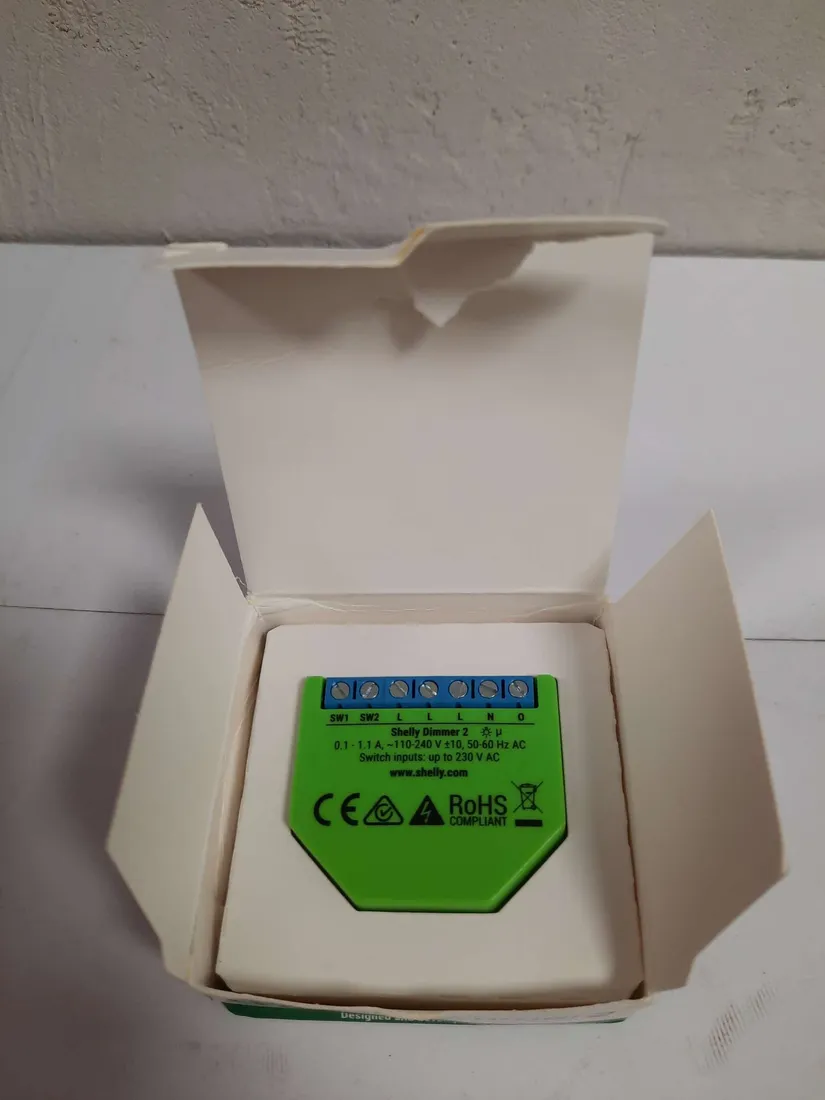 SW1 SW2 L L L N O
Shelly Dimmer 2 µ
0.1 - 1.1 A, ~110-240 V ±10, 50-60 Hz AC
Switch inputs: up to 230 V AC
www.shelly.com
CE RoHS
COMPLIANT
Designed